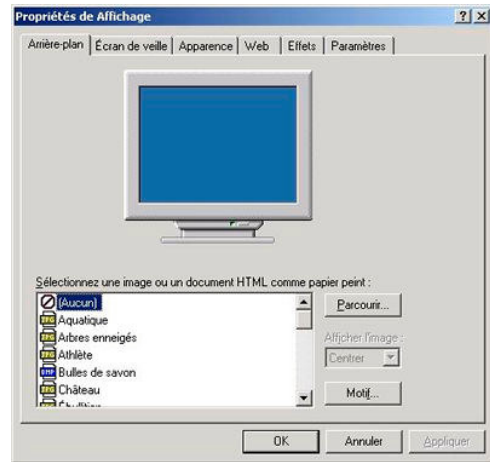 Propriétés de Affichage
Arrière-plan Écran de veille Apparence Web Effets Paramètres
Sélectionnez une image ou un document HTML comme papier peint :
(Aucun)
Aquatique
Arbres enneigés
Athlète
Bulles de savon
Château
Parcourir...
Afficher l'image :
Centrer
Motif...
OK Annuler Appliquer